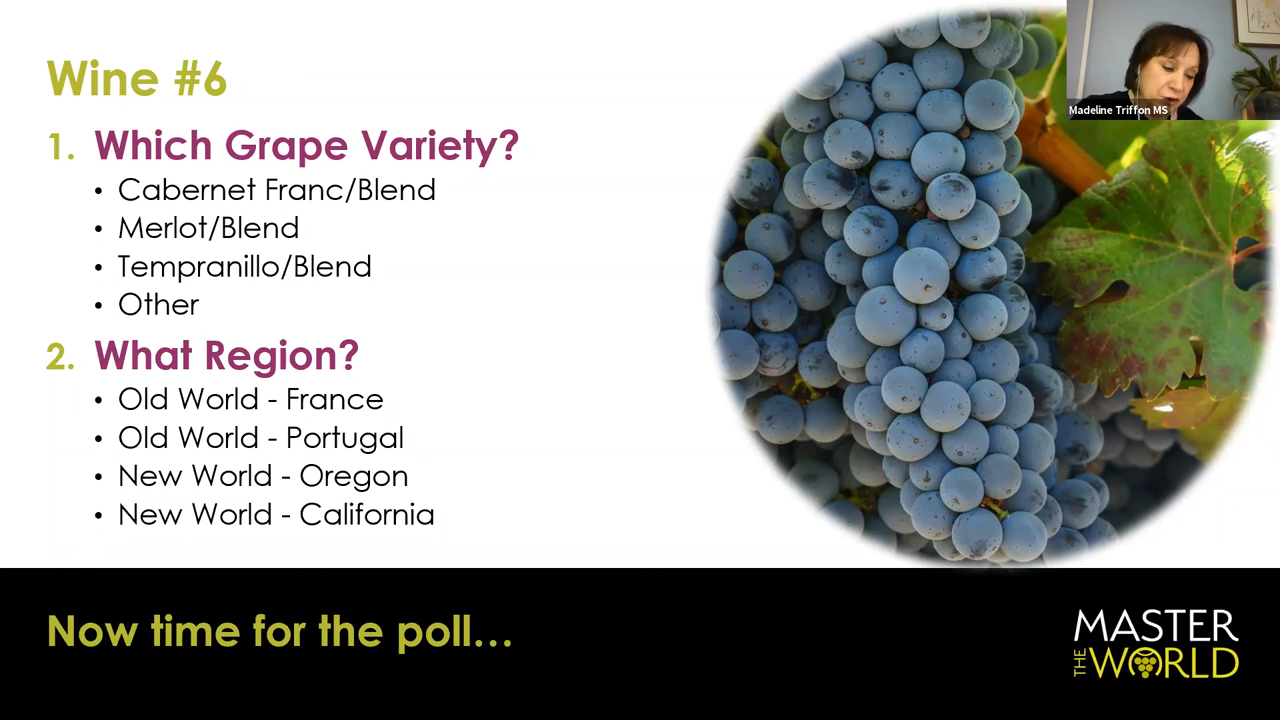 Wine #6
1. Which Grape Variety?
• Cabernet Franc/Blend
• Merlot/Blend
• Tempranillo/Blend
• Other
2. What Region?
• Old World - France
• Old World - Portugal
• New World - Oregon
• New World - California
Madeline Triffon MS
Now time for the poll...
MASTER
THE WORLD